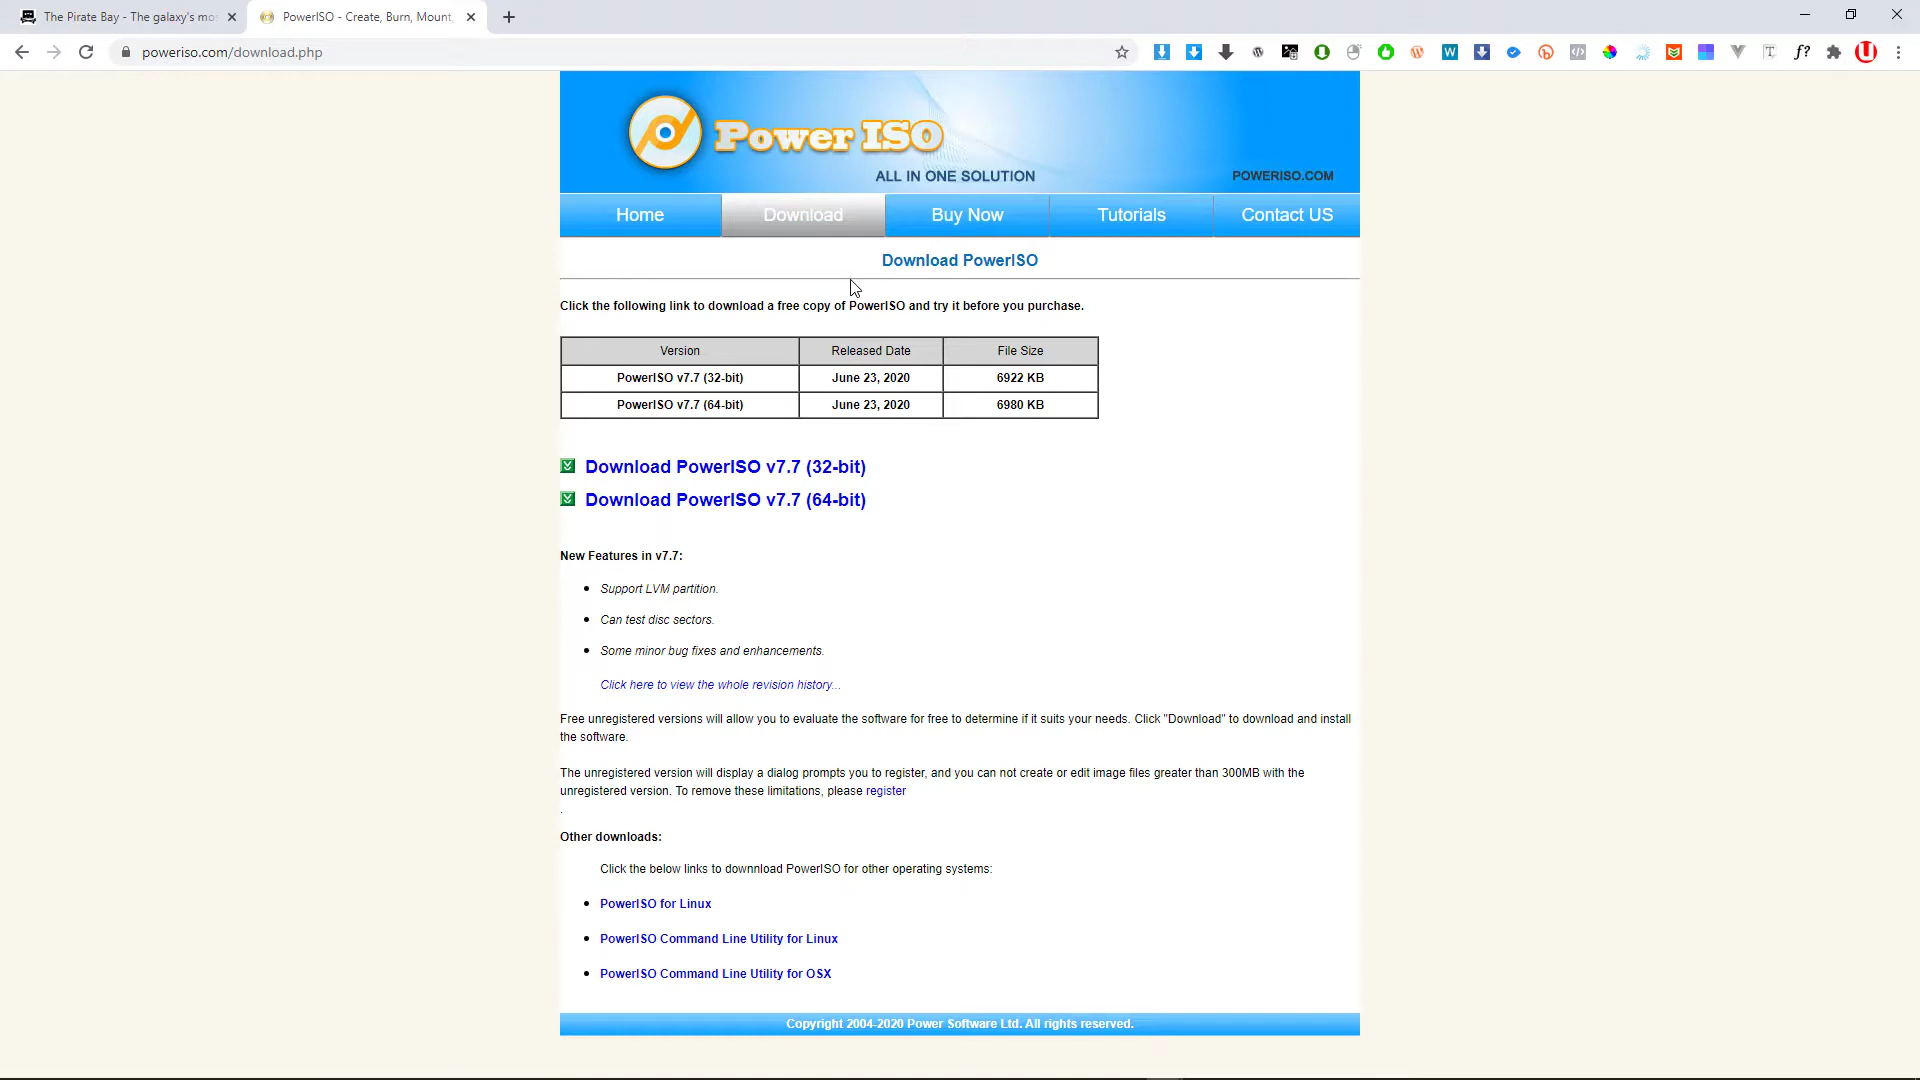 The Pirate Bay - The galaxy's mo
PowerISO - Create, Burn, Mount,
poweriso.com/download.php
Power ISO
ALL IN ONE SOLUTION
POWERISO.COM
Home Download Buy Now Tutorials Contact US
Download PowerISO
Click the following link to download a free copy of PowerISO and try it before you purchase.
Version Released Date File Size
PowerISO v7.7 (32-bit) June 23, 2020 6922 KB
PowerISO v7.7 (64-bit) June 23, 2020 6980 KB
Download PowerISO v7.7 (32-bit)
Download PowerISO v7.7 (64-bit)
New Features in v7.7:
Support LVM partition.
Can test disc sectors.
Some minor bug fixes and enhancements.
Click here to view the whole revision history...
Free unregistered versions will allow you to evaluate the software for free to determine if it suits your needs. Click "Download" to download and install
the software.
The unregistered version will display a dialog prompts you to register, and you can not create or edit image files greater than 300MB with the
unregistered version. To remove these limitations, please register
.
Other downloads:
Click the below links to downnload PowerISO for other operating systems:
PowerISO for Linux
PowerISO Command Line Utility for Linux
PowerISO Command Line Utility for OSX
Copyright 2004-2020 Power Software Ltd. All rights reserved.